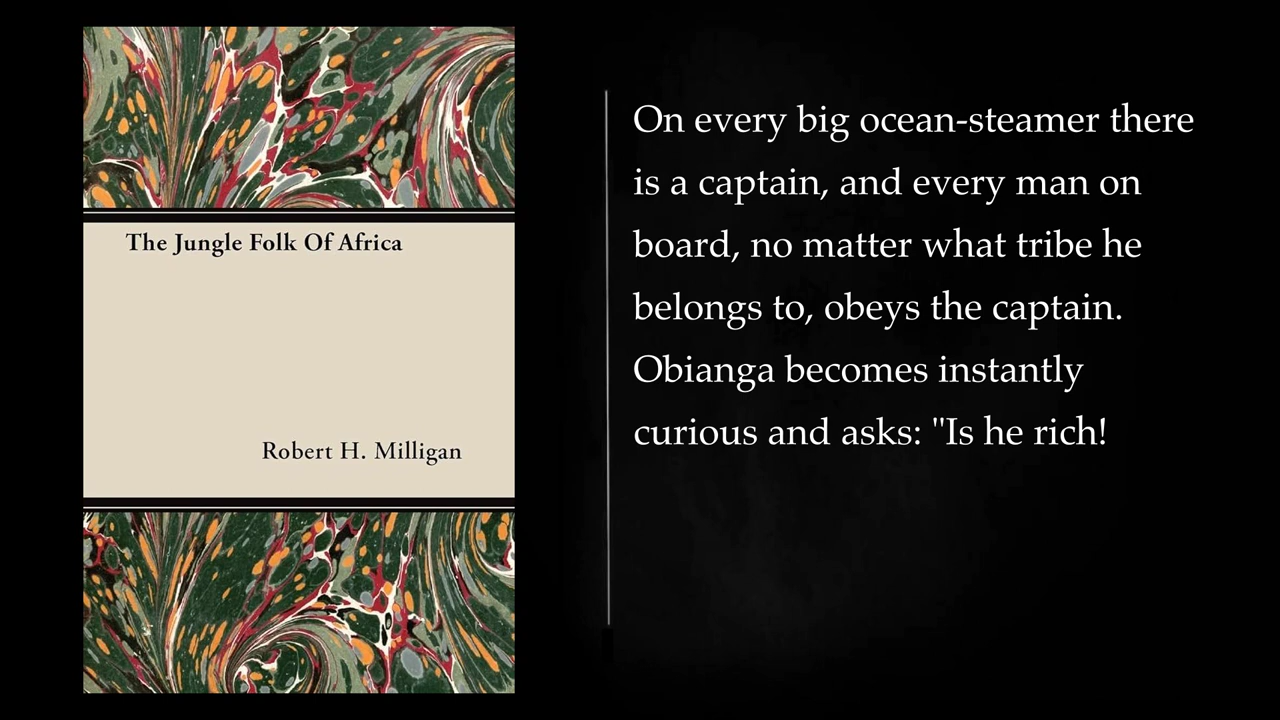 The Jungle Folk Of Africa
Robert H. Milligan
On every big ocean-steamer there
is a captain, and every man on
board, no matter what tribe he
belongs to, obeys the captain.
Obianga becomes instantly
curious and asks: "Is he rich!